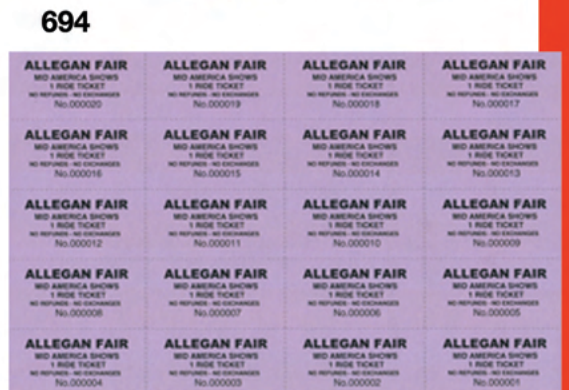 694
ALLEGAN FAIR ALLEGAN FAIR ALLEGAN FAIR ALLEGAN FAIR
MID AMERICA SHOWS MID AMERICA SHOWS MID AMERICA SHOWS MID AMERICA SHOWS
1 RIDE TICKET 1 RIDE TICKET 1 RIDE TICKET 1 RIDE TICKET
NO REFUNDS - NO EXCHANGES NO REFUNDS - NO EXCHANGES NO REFUNDS - NO EXCHANGES NO REFUNDS - NO EXCHANGES
No.000020 No.000019 No.000018 No.000017
ALLEGAN FAIR ALLEGAN FAIR ALLEGAN FAIR ALLEGAN FAIR
MID AMERICA SHOWS MID AMERICA SHOWS MID AMERICA SHOWS MID AMERICA SHOWS
1 RIDE TICKET 1 RIDE TICKET 1 RIDE TICKET 1 RIDE TICKET
NO REFUNDS - NO EXCHANGES NO REFUNDS - NO EXCHANGES NO REFUNDS - NO EXCHANGES NO REFUNDS - NO EXCHANGES
No.000016 No.000015 No.000014 No.000013
ALLEGAN FAIR ALLEGAN FAIR ALLEGAN FAIR ALLEGAN FAIR
MID AMERICA SHOWS MID AMERICA SHOWS MID AMERICA SHOWS MID AMERICA SHOWS
1 RIDE TICKET 1 RIDE TICKET 1 RIDE TICKET 1 RIDE TICKET
NO REFUNDS - NO EXCHANGES NO REFUNDS - NO EXCHANGES NO REFUNDS - NO EXCHANGES NO REFUNDS - NO EXCHANGES
No.000012 No.000011 No.000010 No.000009
ALLEGAN FAIR ALLEGAN FAIR ALLEGAN FAIR ALLEGAN FAIR
MID AMERICA SHOWS MID AMERICA SHOWS MID AMERICA SHOWS MID AMERICA SHOWS
1 RIDE TICKET 1 RIDE TICKET 1 RIDE TICKET 1 RIDE TICKET
NO REFUNDS - NO EXCHANGES NO REFUNDS - NO EXCHANGES NO REFUNDS - NO EXCHANGES NO REFUNDS - NO EXCHANGES
No.000008 No.000007 No.000006 No.000005
ALLEGAN FAIR ALLEGAN FAIR ALLEGAN FAIR ALLEGAN FAIR
MID AMERICA SHOWS MID AMERICA SHOWS MID AMERICA SHOWS MID AMERICA SHOWS
1 RIDE TICKET 1 RIDE TICKET 1 RIDE TICKET 1 RIDE TICKET
NO REFUNDS - NO EXCHANGES NO REFUNDS - NO EXCHANGES NO REFUNDS - NO EXCHANGES NO REFUNDS - NO EXCHANGES
No.000004 No.000003 No.000002 No.000001